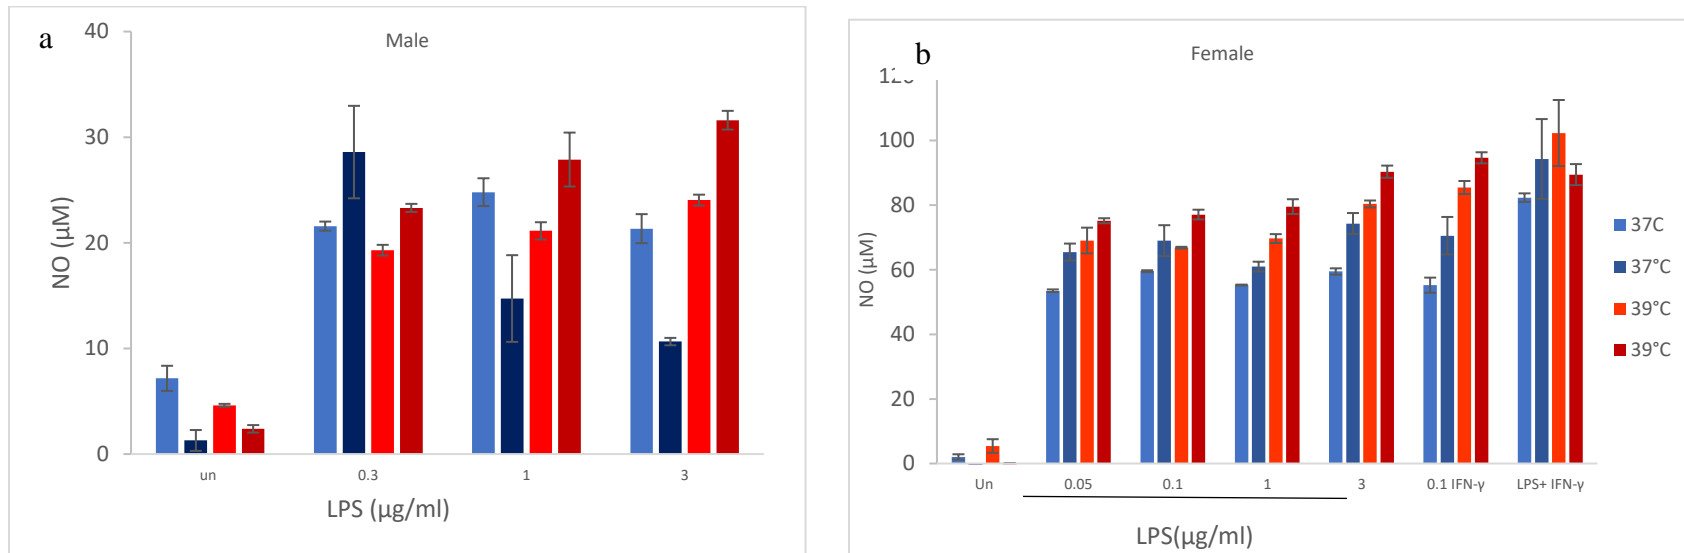 a
Male
40
30
20
10
0
NO (µM)
un 0.3 1 3
LPS (µg/ml)
b
Female
120
100
80
60
40
20
0
NO (µM)
Un 0.05 0.1 1 3 0.1 IFN-γ LPS+ IFN-γ
LPS(µg/ml)
37C
37°C
39°C
39°C